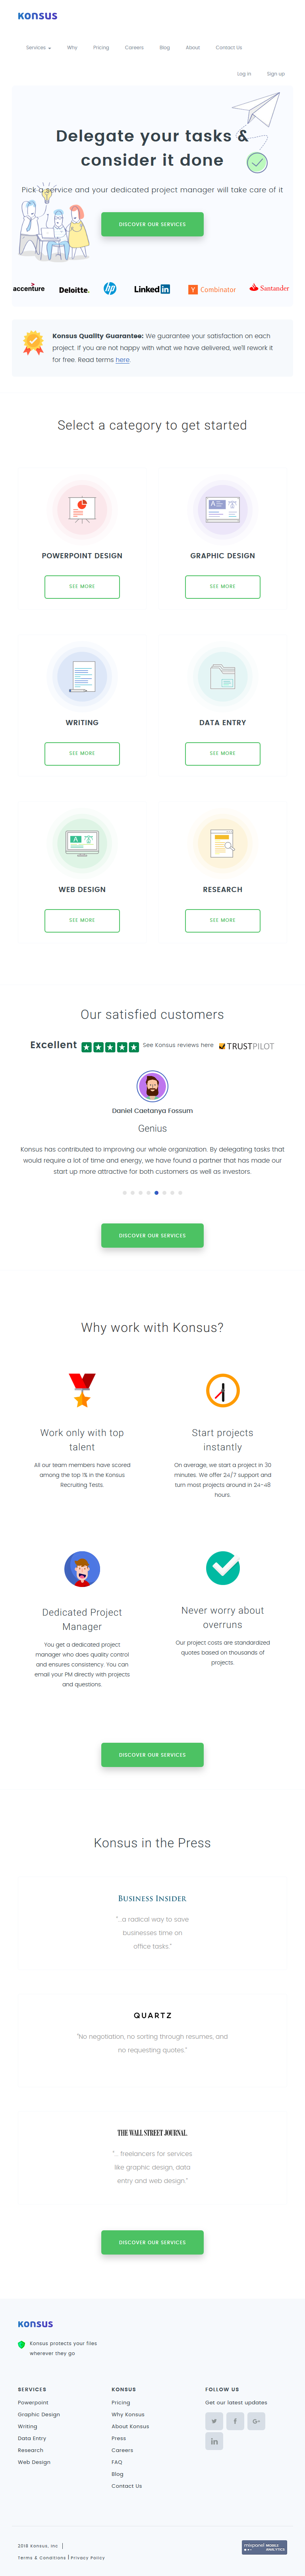 KONSUS
Services Why Pricing Careers Blog About Contact Us
Log in Sign up
Delegate your tasks &
consider it done
Pick a service and your dedicated project manager will take care of it
DISCOVER OUR SERVICES
accenture Deloitte. hp LinkedIn Y Combinator Santander
Konsus Quality Guarantee: We guarantee your satisfaction on each
project. If you are not happy with what we have delivered, we'll rework it
for free. Read terms here.
Select a category to get started
POWERPOINT DESIGN GRAPHIC DESIGN
SEE MORE SEE MORE
WRITING DATA ENTRY
SEE MORE SEE MORE
WEB DESIGN RESEARCH
SEE MORE SEE MORE
Our satisfied customers
Excellent See Konsus reviews here: TRUSTPILOT
Daniel Caetanya Fossum
Genius
Konsus has contributed to improving our whole organization. By delegating tasks that
would require a lot of time and energy, we have found a partner that has made our
start up more attractive for both customers as well as investors.
DISCOVER OUR SERVICES
Why work with Konsus?
Work only with top
talent
All our team members have scored
among the top 1% in the Konsus
Recruiting Tests.
Start projects
instantly
On average, we start a project in 30
minutes. We offer 24/7 support and
turn most projects around in 24-48
hours.
Dedicated Project
Manager
You get a dedicated project
manager who does quality control
and ensures consistency. You can
email your PM directly with projects
and questions.
Never worry about
overruns
Our project costs are standardized
quotes based on thousands of
projects.
DISCOVER OUR SERVICES
Konsus in the Press
BUSINESS INSIDER
"...a radical way to save
businesses time on
office tasks."
QUARTZ
"No negotiation, no sorting through resumes, and
no requesting quotes."
THE WALL STREET JOURNAL
"... freelancers for services
like graphic design, data
entry and web design."
DISCOVER OUR SERVICES
KONSUS
Konsus protects your files
wherever they go
SERVICES
Powerpoint
Graphic Design
Writing
Data Entry
Research
Web Design
KONSUS
Pricing
Why Konsus
About Konsus
Press
Careers
FAQ
Blog
Contact Us
FOLLOW US
Get our latest updates
2018 Konsus, Inc |
Terms & Conditions | Privacy Policy
mixpanel MOBILE
ANALYTICS